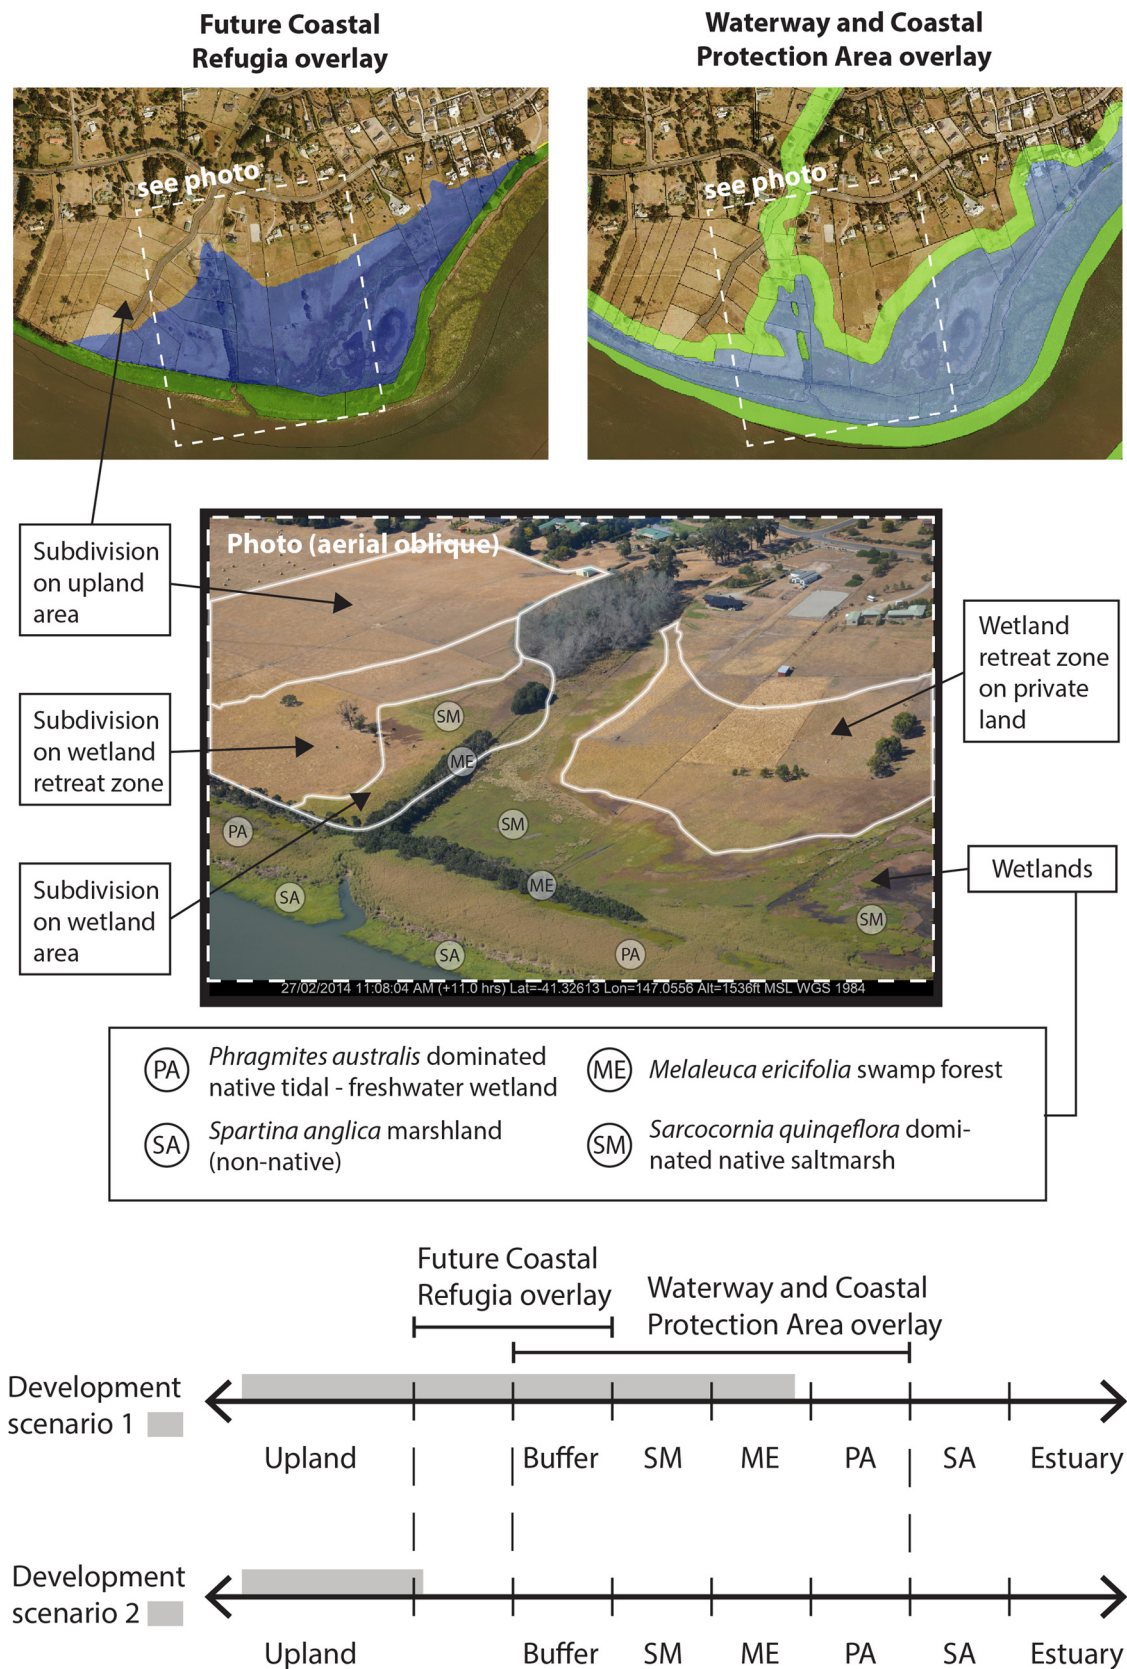 Future Coastal
Refugia overlay
Waterway and Coastal
Protection Area overlay
see photo
see photo
Subdivision
on upland
area
Photo (aerial oblique)
Wetland
retreat zone
on private
land
Subdivision
on wetland
retreat zone
SM
ME
PA
SM
Wetlands
Subdivision
on wetland
area
ME
SA
SM
SA
PA
27/02/2014 11:08:04 AM (+11.0 hrs) Lat=-41.32613 Lon=147.0556 Alt=1536ft MSL WGS 1984
PA
Phragmites australis dominated
native tidal - freshwater wetland
ME
Melaleuca ericifolia swamp forest
SA
Spartina anglica marshland
(non-native)
SM
Sarcocornia quinqeflora domi-
nated native saltmarsh
Future Coastal
Refugia overlay
Waterway and Coastal
Protection Area overlay
Development
scenario 1
Upland
Buffer
SM
ME
PA
SA
Estuary
Development
scenario 2
Upland
Buffer
SM
ME
PA
SA
Estuary